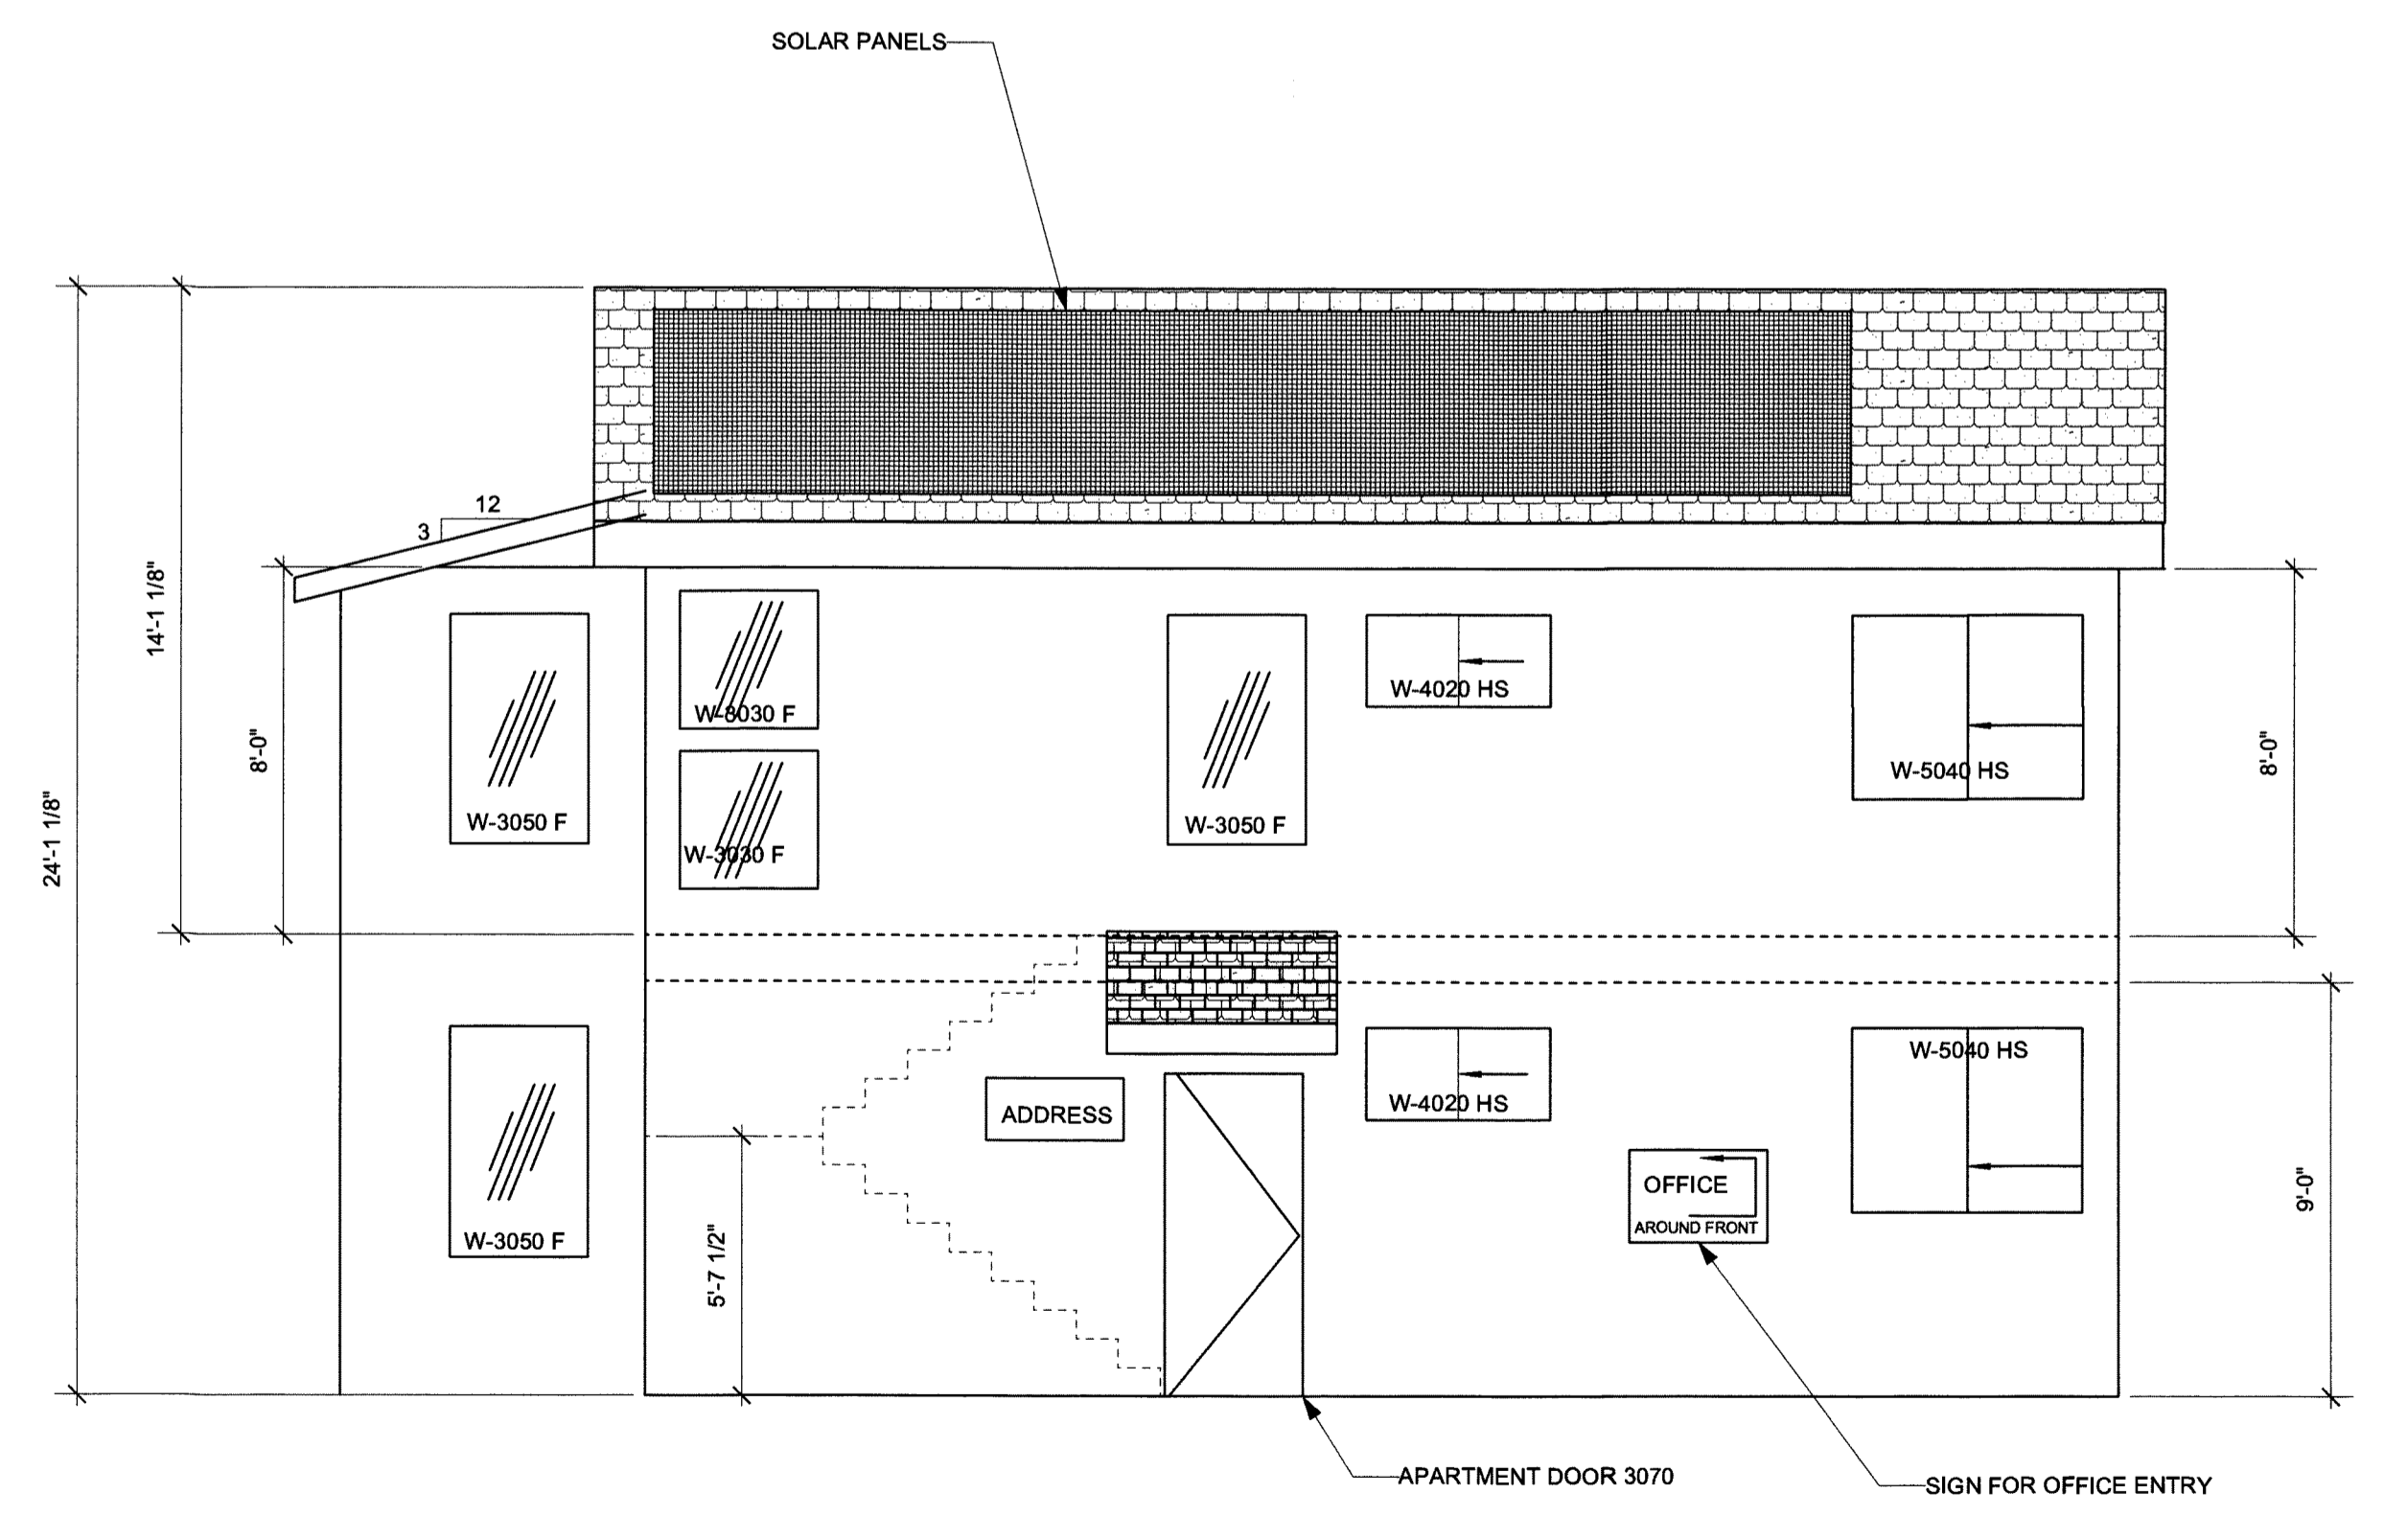 SOLAR PANELS
12
3
14'-1 1/8"
8'-0"
24'-1 1/8"
W-3030 F
W-4020 HS
8'-0"
W-5040 HS
W-3050 F
W-3050 F
W-3030 F
W-5040 HS
ADDRESS
W-4020 HS
OFFICE
AROUND FRONT
9'-0"
W-3050 F
5'-7 1/2"
APARTMENT DOOR 3070
SIGN FOR OFFICE ENTRY